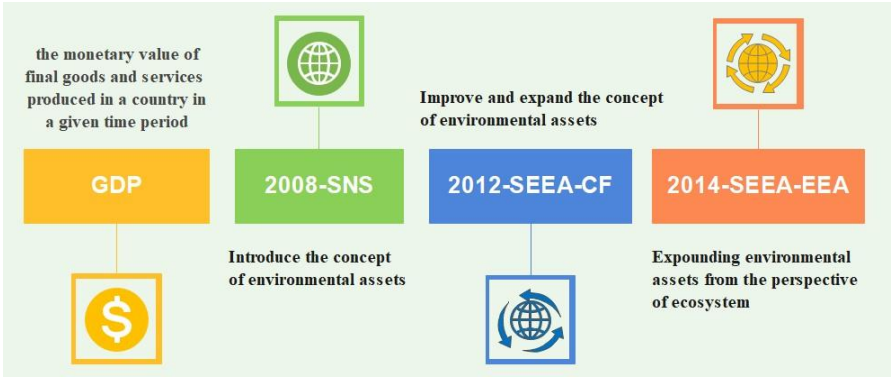 the monetary value of
final goods and services
produced in a country in
a given time period
GDP
$
2008-SNS
Introduce the concept
of environmental assets
Improve and expand the concept
of environmental assets
2012-SEEA-CF
2014-SEEA-EEA
Expounding environmental
assets from the perspective
of ecosystem